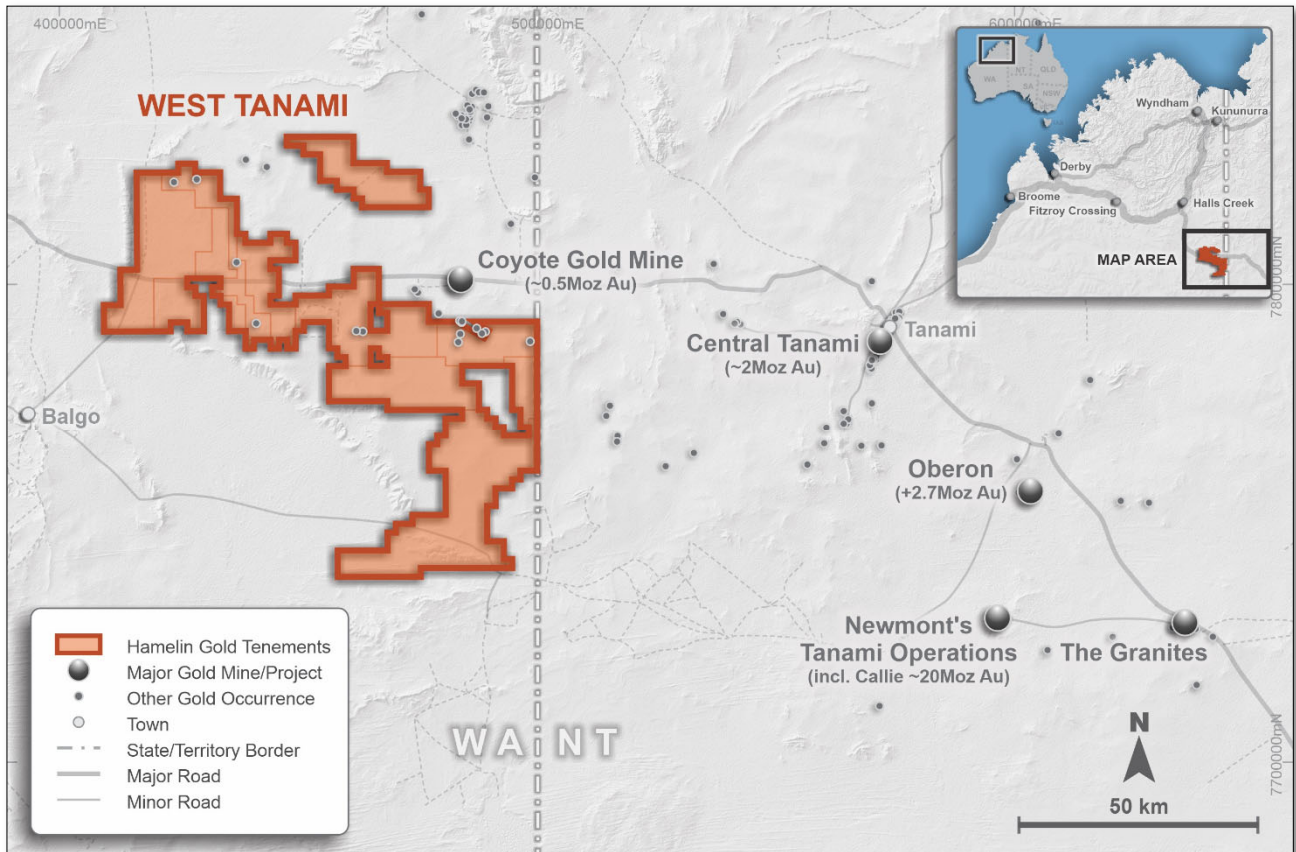 400000mE
500000mE
600000mE
WEST TANAMI
Coyote Gold Mine
(~0.5Moz Au)
Tanami
Central Tanami
(~2Moz Au)
Balgo
Oberon
(+2.7Moz Au)
Newmont's
Tanami Operations
(incl. Callie ~20Moz Au)
The Granites
WA NT
7800000mN
7700000mN
WA
NT
QLD
SA
NSW
Wyndham
Kununurra
Derby
Broome
Fitzroy Crossing
Halls Creek
MAP AREA
Hamelin Gold Tenements
Major Gold Mine/Project
Other Gold Occurrence
Town
State/Territory Border
Major Road
Minor Road
N
50 km